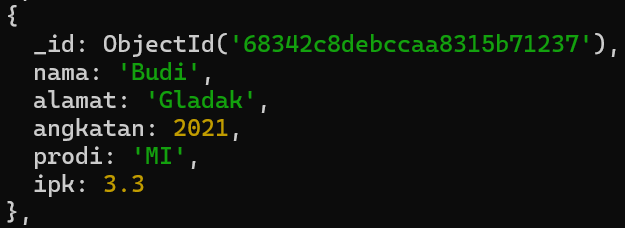 {
  _id: ObjectId('68342c8debccaa8315b71237'),
  nama: 'Budi',
  alamat: 'Gladak',
  angkatan: 2021,
  prodi: 'MI',
  ipk: 3.3
},